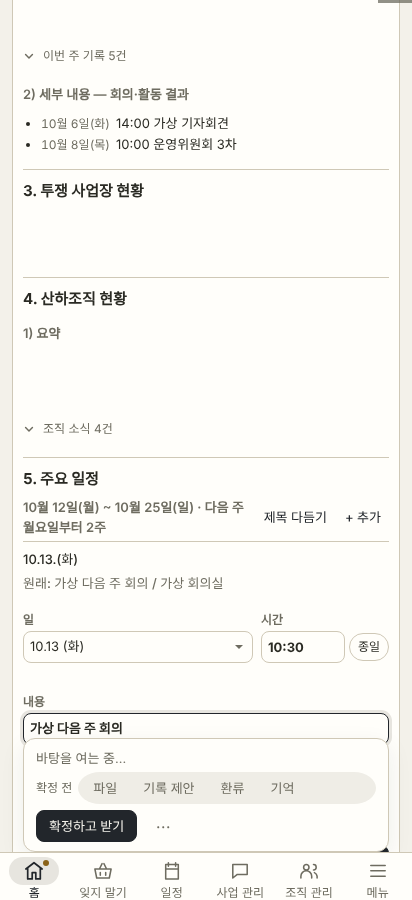 이번 주 기록 5건
2) 세부 내용 — 회의·활동 결과
• 10월 6일(화) 14:00 가상 기자회견
• 10월 8일(목) 10:00 운영위원회 3차
3. 투쟁 사업장 현황
4. 산하조직 현황
1) 요약
조직 소식 4건
5. 주요 일정
10월 12일(월) ~ 10월 25일(일) · 다음 주
월요일부터 2주
제목 다듬기 + 추가
10.13.(화)
원래: 가상 다음 주 회의 / 가상 회의실
일 시간
10.13 (화) 10:30 종일
내용
가상 다음 주 회의
바탕을 여는 중…
확정 전 파일 기록 제안 환류 기억
확정하고 받기 …
홈 잊지 말기 일정 사업 관리 조직 관리 메뉴